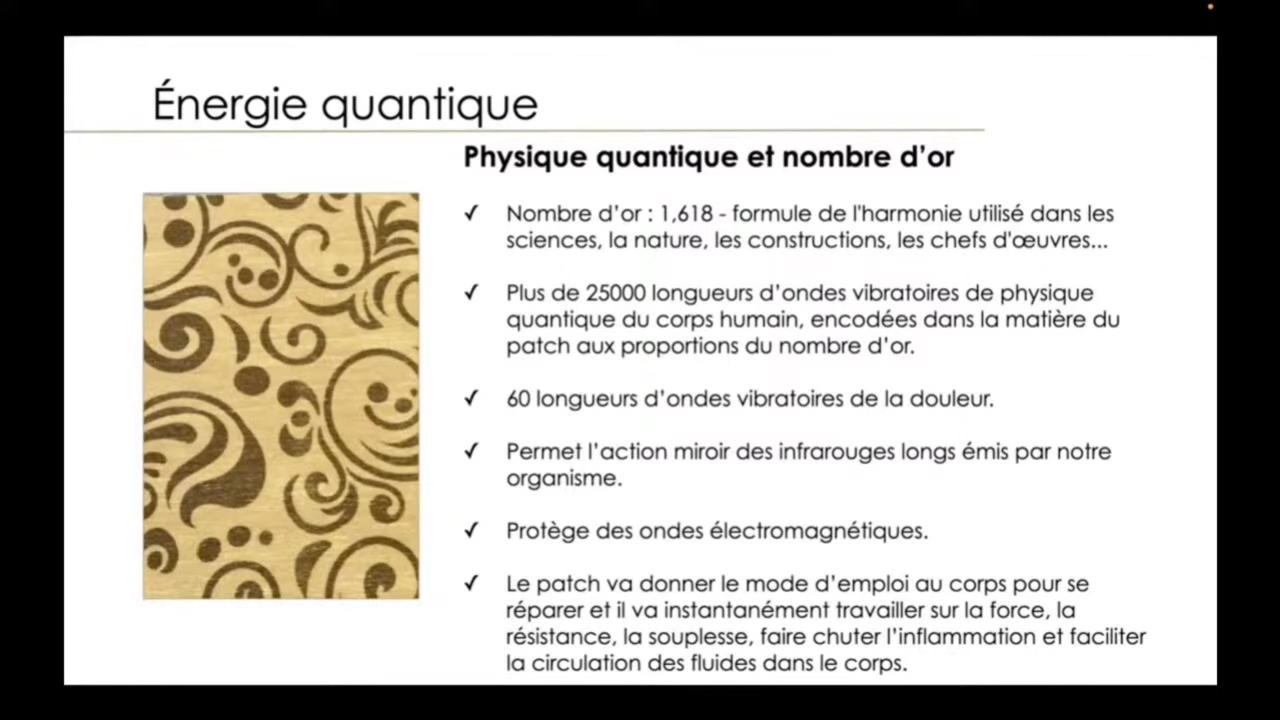 Énergie quantique
Physique quantique et nombre d’or
✓ Nombre d’or : 1,618 - formule de l'harmonie utilisé dans les
sciences, la nature, les constructions, les chefs d'œuvres...
✓ Plus de 25000 longueurs d’ondes vibratoires de physique
quantique du corps humain, encodées dans la matière du
patch aux proportions du nombre d’or.
✓ 60 longueurs d’ondes vibratoires de la douleur.
✓ Permet l’action miroir des infrarouges longs émis par notre
organisme.
✓ Protège des ondes électromagnétiques.
✓ Le patch va donner le mode d’emploi au corps pour se
réparer et il va instantanément travailler sur la force, la
résistance, la souplesse, faire chuter l’inflammation et faciliter
la circulation des fluides dans le corps.